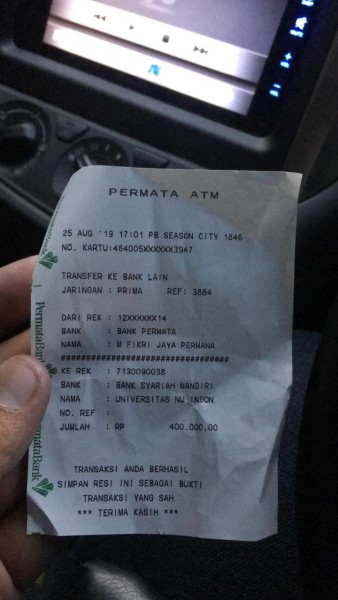 PERMATA ATM
25 AUG '19 17:01 PB SEASON CITY 1846
NO. KARTU:464005XXXXXX3947
TRANSFER KE BANK LAIN
JARINGAN : PRIMA REF: 3884
DARI REK : 12XXXXXX14
BANK : BANK PERMATA
NAMA : M FIKRI JAYA PERMANA
##################################
KE REK : 7130090038
BANK : BANK SYARIAH MANDIRI
NAMA : UNIVERSITAS NU INDON
NO. REF :
JUMLAH : RP 400.000,00
TRANSAKSI ANDA BERHASIL
SIMPAN RESI INI SEBAGAI BUKTI
TRANSAKSI YANG SAH
*** TERIMA KASIH ***
PermataBank
PermataBank